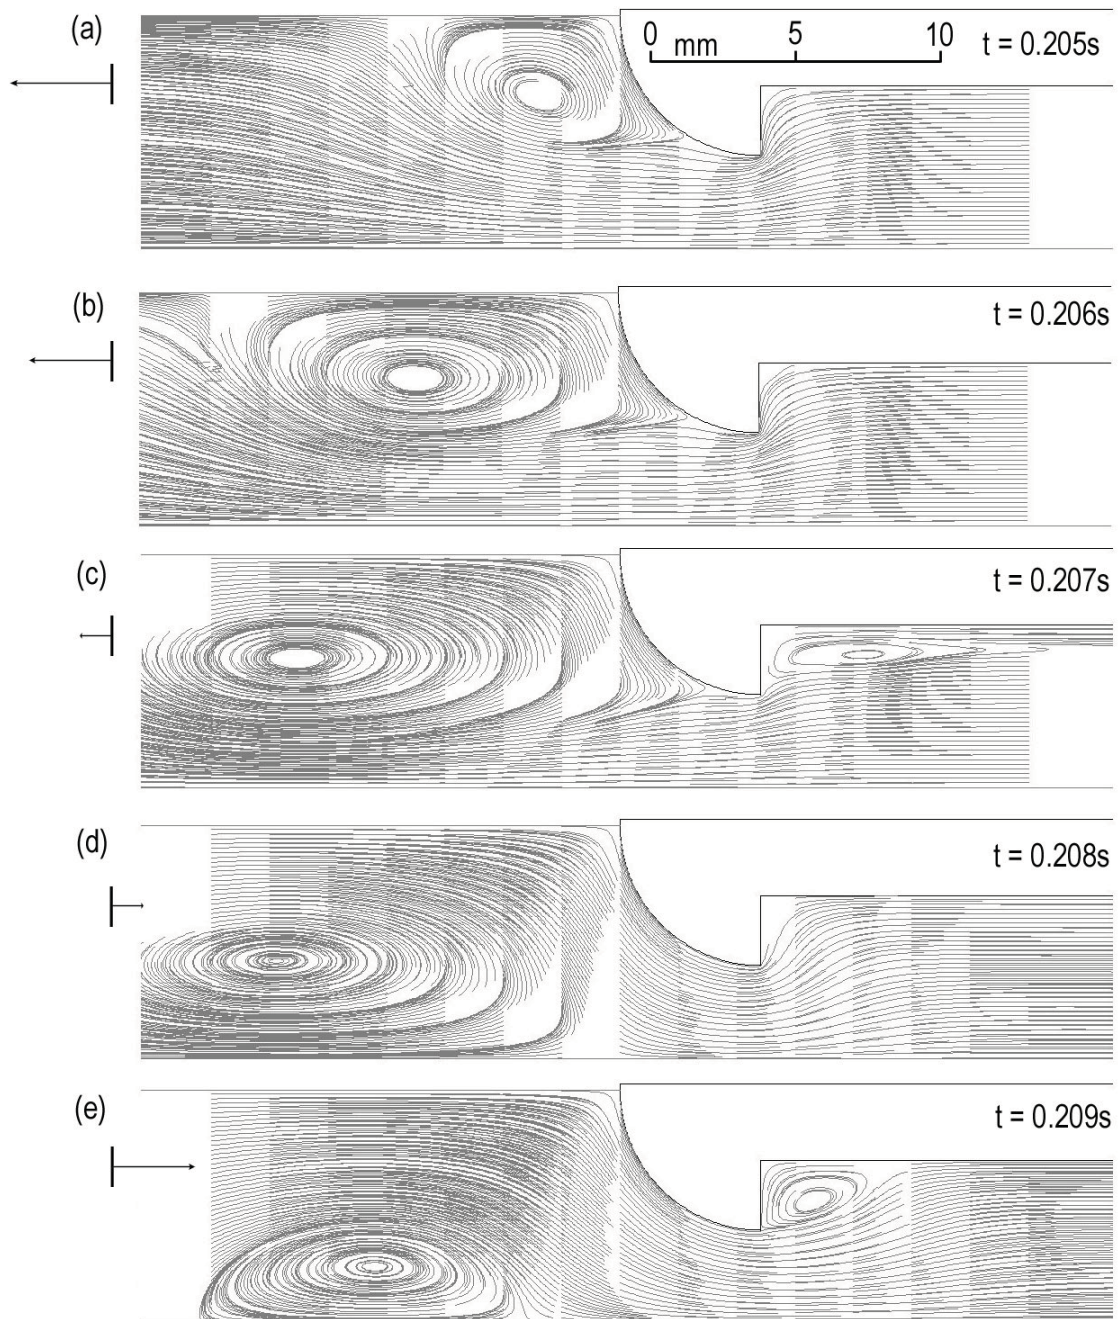 (a)
0 mm 5 10 t = 0.205s
(b)
t = 0.206s
(c)
t = 0.207s
(d)
t = 0.208s
(e)
t = 0.209s